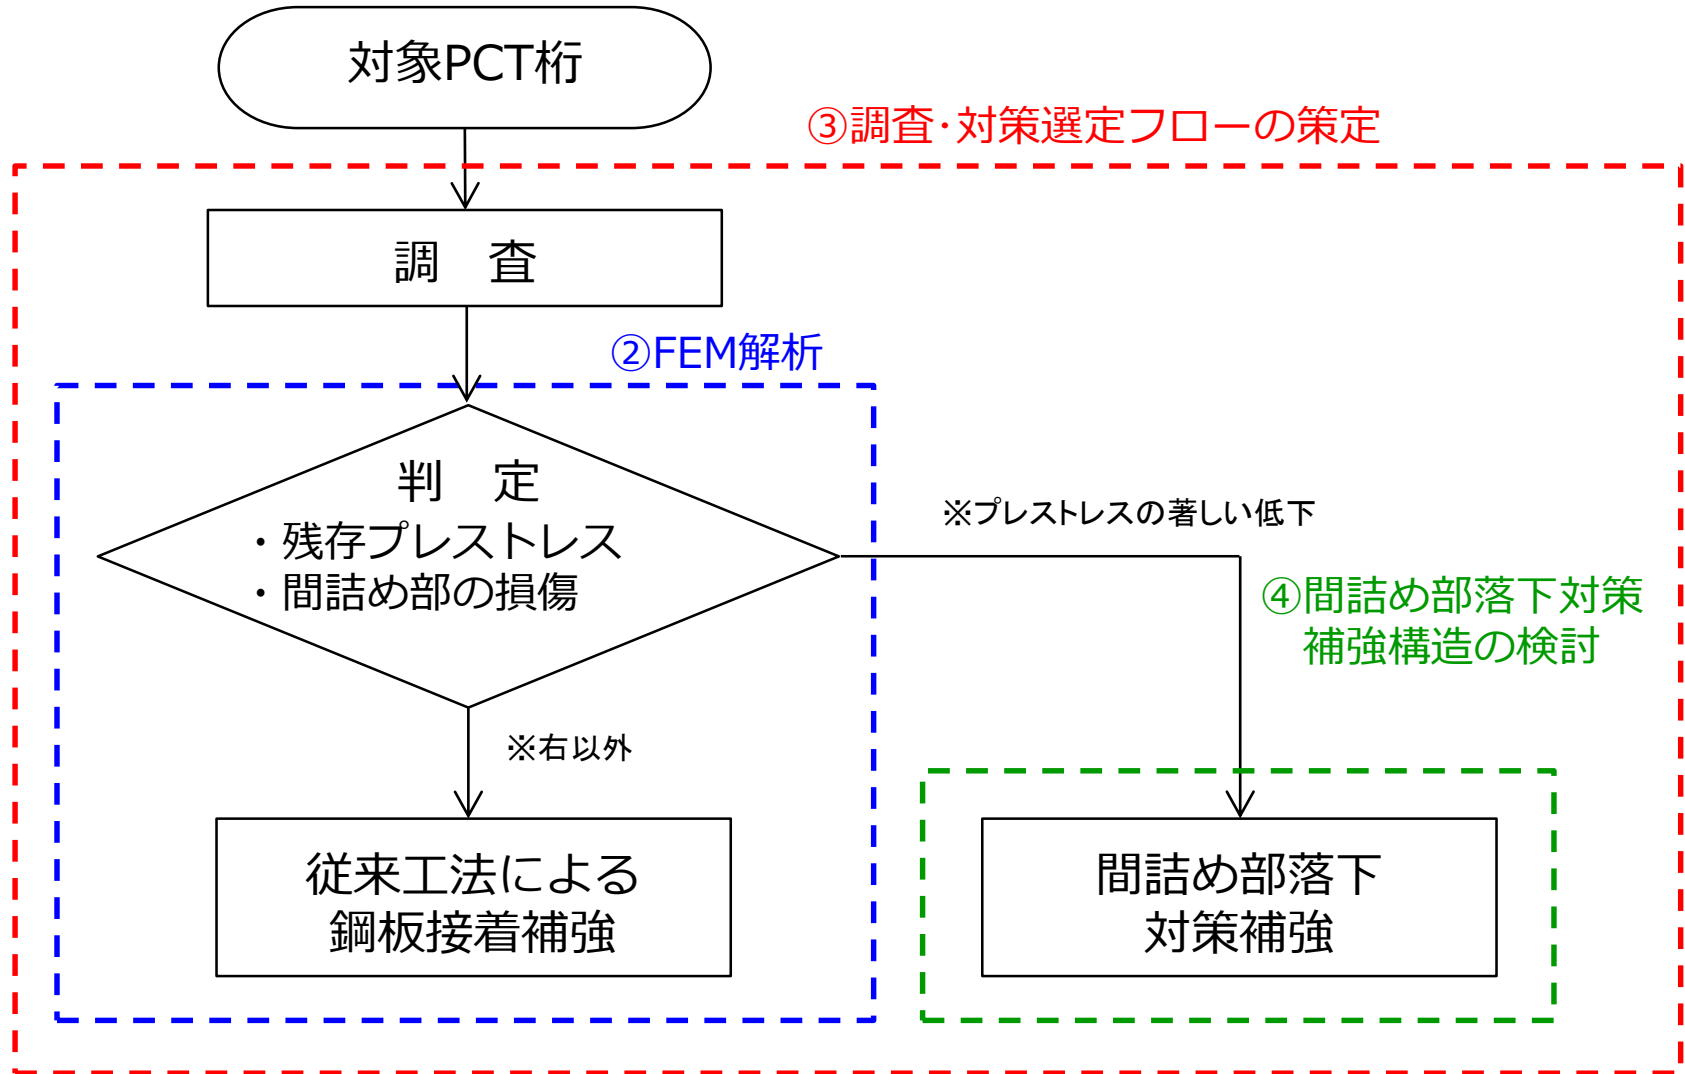 対象PCT桁
③調査･対策選定フローの策定
調　査
②FEM解析
判　定
・残存プレストレス
・間詰め部の損傷
※プレストレスの著しい低下
④間詰め部落下対策
補強構造の検討
※右以外
従来工法による
鋼板接着補強
間詰め部落下
対策補強